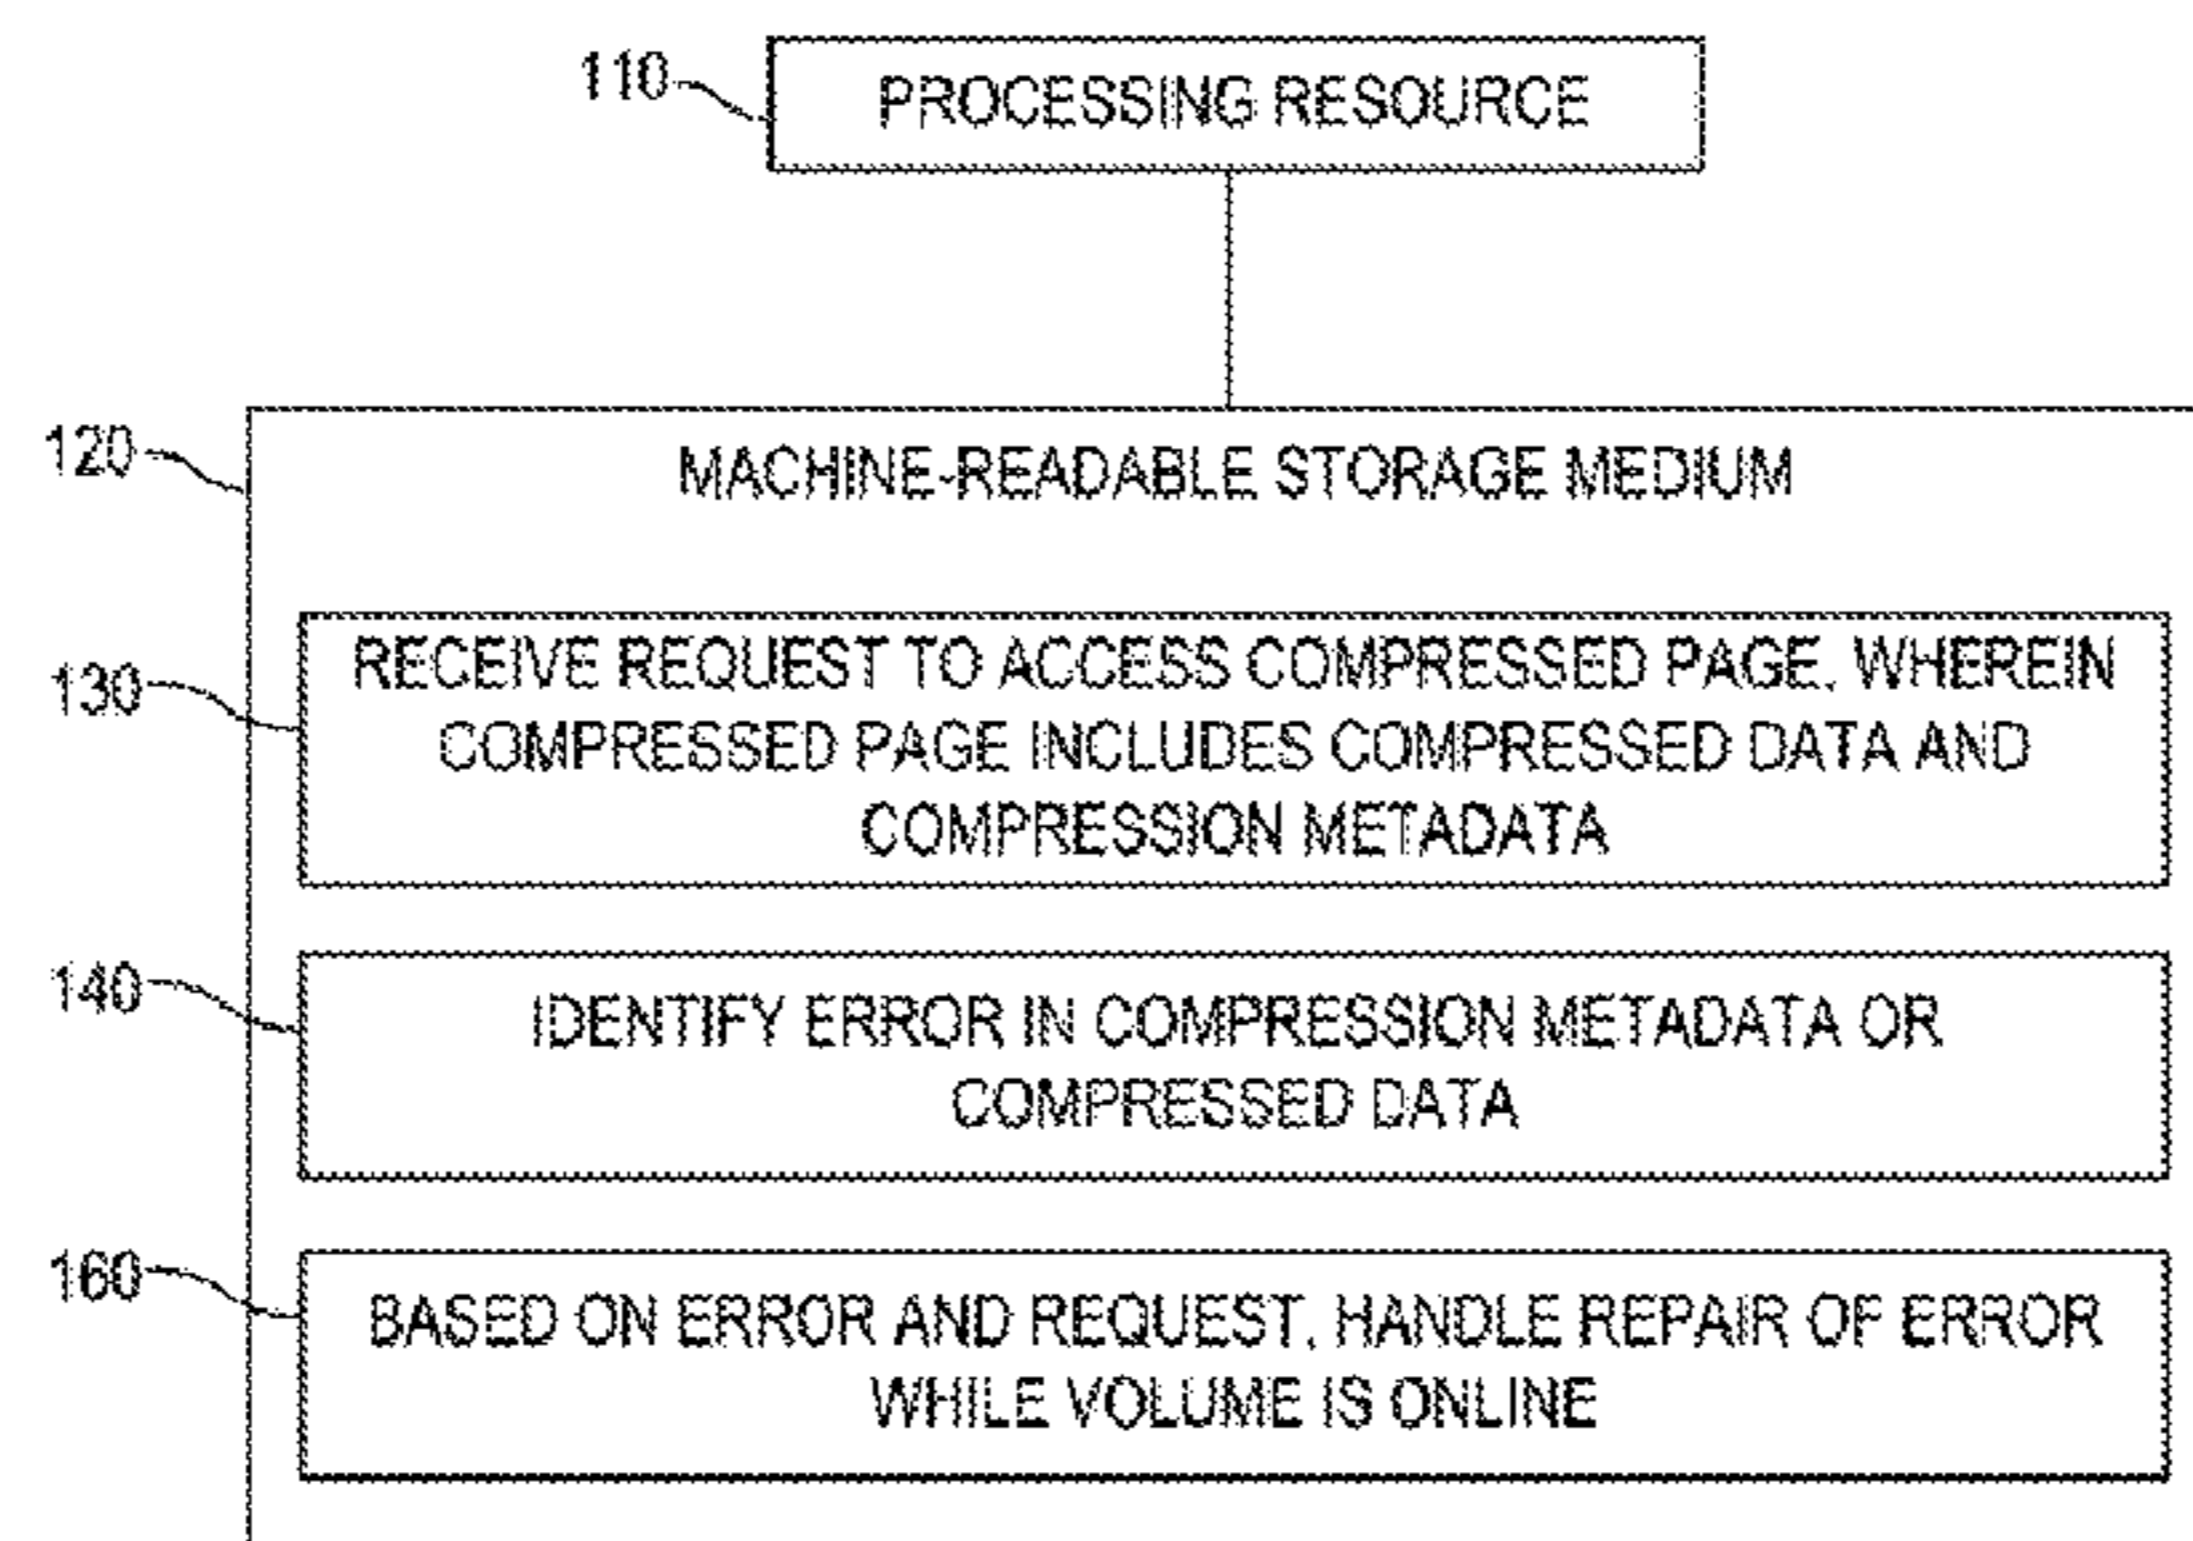 110
PROCESSING RESOURCE
120
MACHINE-READABLE STORAGE MEDIUM
130
RECEIVE REQUEST TO ACCESS COMPRESSED PAGE, WHEREIN
COMPRESSED PAGE INCLUDES COMPRESSED DATA AND
COMPRESSION METADATA
140
IDENTIFY ERROR IN COMPRESSION METADATA OR
COMPRESSED DATA
160
BASED ON ERROR AND REQUEST, HANDLE REPAIR OF ERROR
WHILE VOLUME IS ONLINE